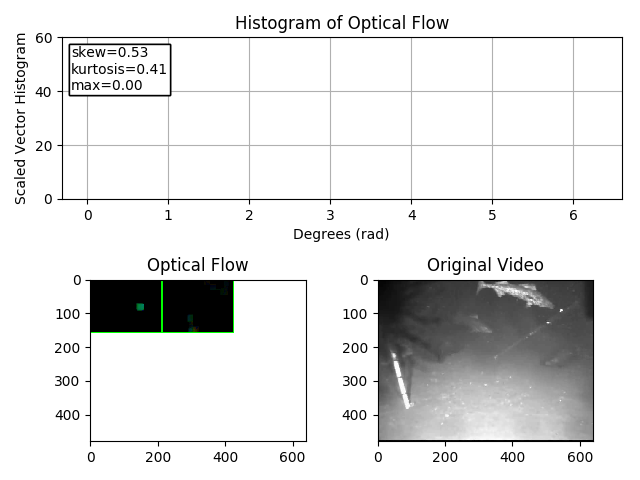 Histogram of Optical Flow
Scaled Vector Histogram
60
40
20
0
skew=0.53
kurtosis=0.41
max=0.00
0 1 2 3 4 5 6
Degrees (rad)
Optical Flow
0
100
200
300
400
0 200 400 600
Original Video
0
100
200
300
400
0 200 400 600